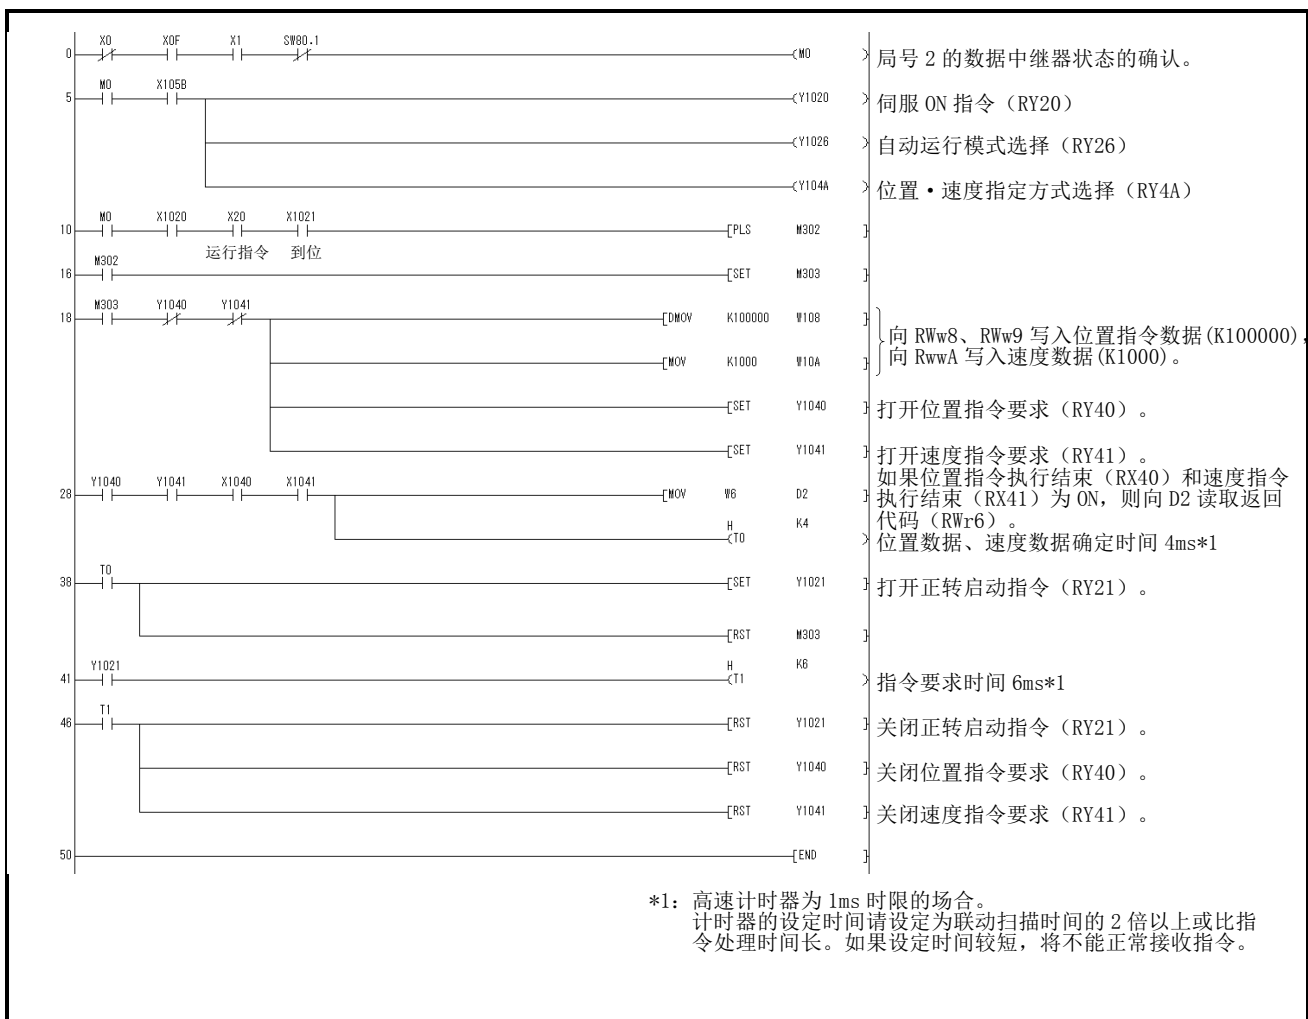 X0 X0F X1 SW80.1
0 (M0 ) 局号 2 的数据中继器状态的确认。
M0 X105B
5 (Y1020 ) 伺服 ON 指令（RY20）
(Y1026 ) 自动运行模式选择（RY26）
(Y104A ) 位置·速度指定方式选择（RY4A）
M0 X1020 X20 X1021
10 [PLS M302 ]
运行指令 到位
M302
16 [SET M303 ]
M303 Y1040 Y1041
18 [DMOV K100000 W108 ]
向 RWw8、RWw9 写入位置指令数据(K100000),
向 RwwA 写入速度数据(K1000)。
[MOV K1000 W10A ]
[SET Y1040 ] 打开位置指令要求（RY40）。
[SET Y1041 ] 打开速度指令要求（RY41）。
Y1040 Y1041 X1040 X1041
28 [MOV W6 D2 ]
如果位置指令执行结束（RX40）和速度指令
执行结束（RX41）为 ON，则向 D2 读取返回
代码（RWr6）。
H K4
(T0 ) 位置数据、速度数据确定时间 4ms*1
T0
38 [SET Y1021 ] 打开正转启动指令（RY21）。
[RST M303 ]
Y1021 H K6
41 (T1 ) 指令要求时间 6ms*1
T1
46 [RST Y1021 ] 关闭正转启动指令（RY21）。
[RST Y1040 ] 关闭位置指令要求（RY40）。
[RST Y1041 ] 关闭速度指令要求（RY41）。
50 [END ]
*1: 高速计时器为 1ms 时限的场合。
计时器的设定时间请设定为联动扫描时间的 2 倍以上或比指
令处理时间长。如果设定时间较短，将不能正常接收指令。